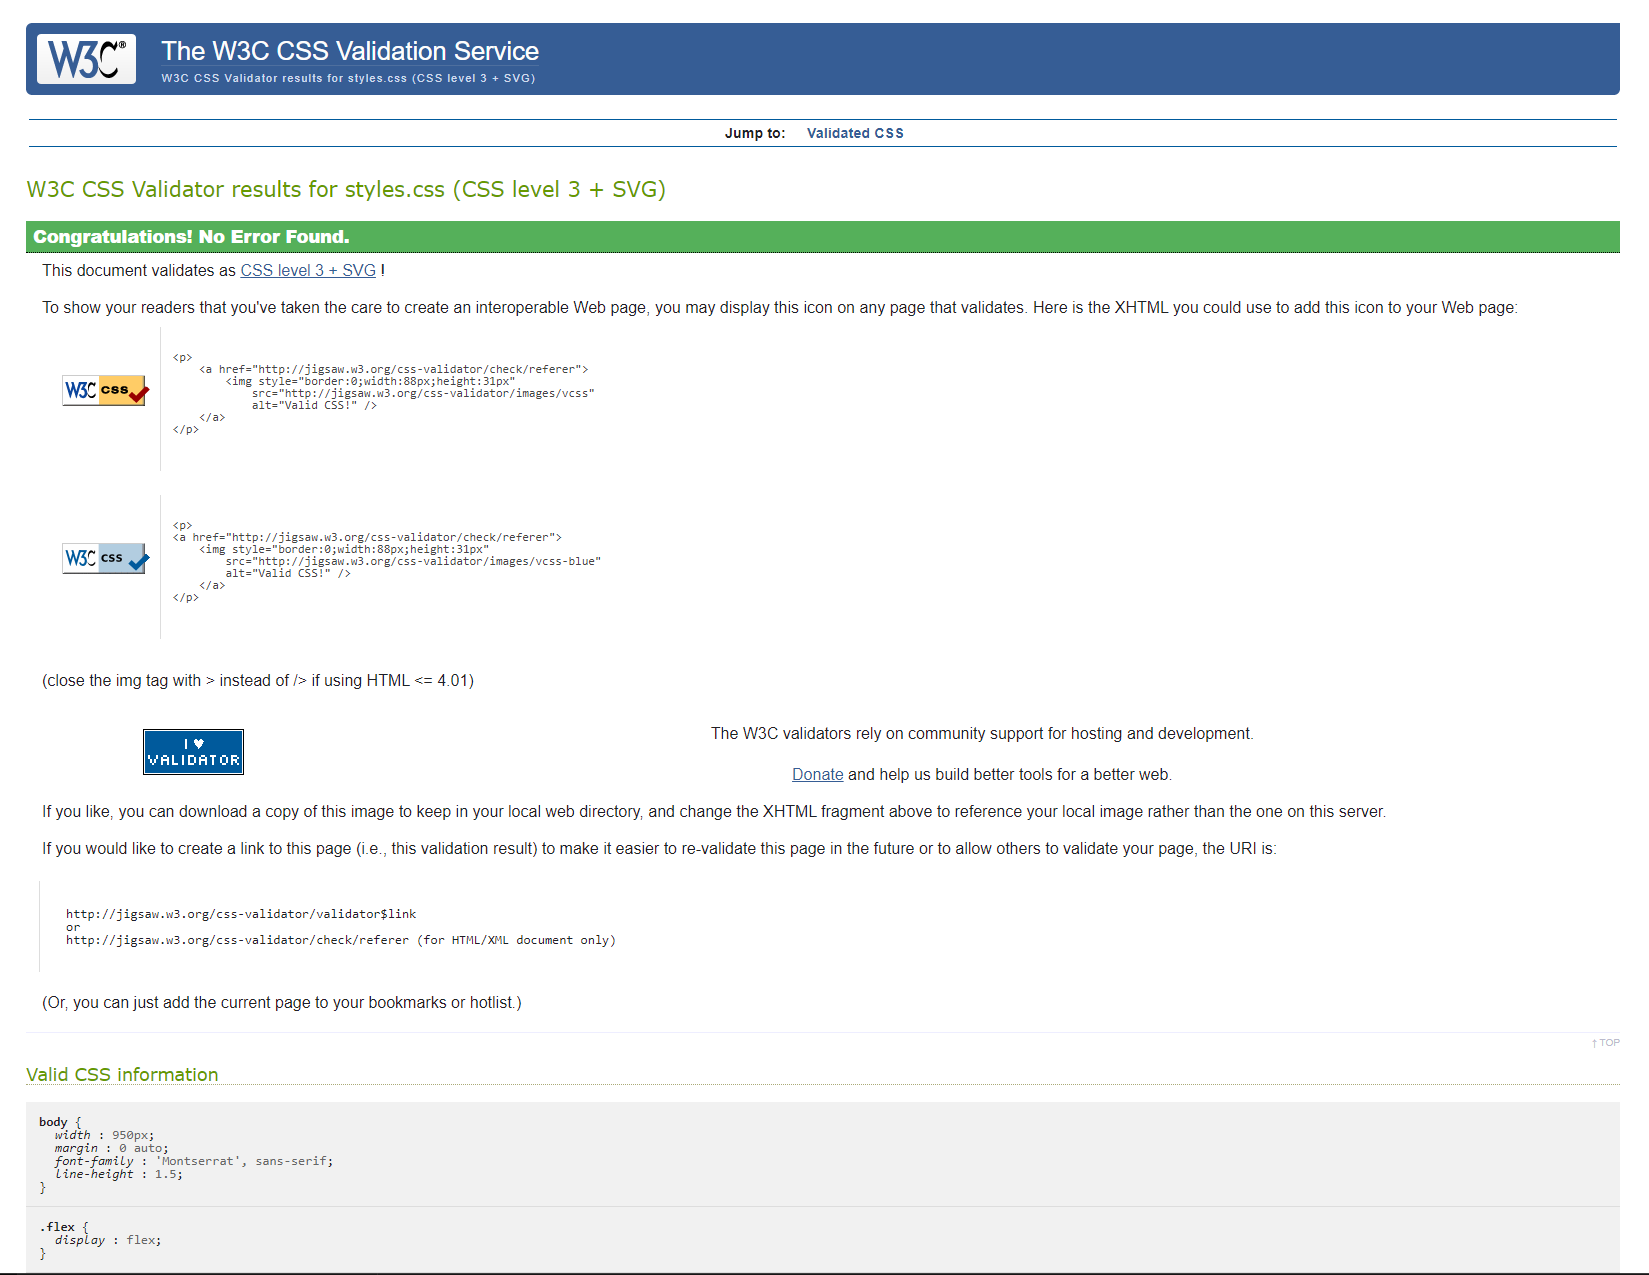 W3C®
The W3C CSS Validation Service
W3C CSS Validator results for styles.css (CSS level 3 + SVG)
Jump to: Validated CSS
W3C CSS Validator results for styles.css (CSS level 3 + SVG)
Congratulations! No Error Found.
This document validates as CSS level 3 + SVG !
To show your readers that you've taken the care to create an interoperable Web page, you may display this icon on any page that validates. Here is the XHTML you could use to add this icon to your Web page:
W3C css
<p>
<a href="http://jigsaw.w3.org/css-validator/check/referer">
<img style="border:0;width:88px;height:31px"
src="http://jigsaw.w3.org/css-validator/images/vcss"
alt="Valid CSS!" />
</a>
</p>
W3C css
<p>
<a href="http://jigsaw.w3.org/css-validator/check/referer">
<img style="border:0;width:88px;height:31px"
src="http://jigsaw.w3.org/css-validator/images/vcss-blue"
alt="Valid CSS!" />
</a>
</p>
(close the img tag with > instead of /> if using HTML <= 4.01)
I ♥
VALIDATOR
The W3C validators rely on community support for hosting and development.
Donate and help us build better tools for a better web.
If you like, you can download a copy of this image to keep in your local web directory, and change the XHTML fragment above to reference your local image rather than the one on this server.
If you would like to create a link to this page (i.e., this validation result) to make it easier to re-validate this page in the future or to allow others to validate your page, the URI is:
http://jigsaw.w3.org/css-validator/validator$link
or
http://jigsaw.w3.org/css-validator/check/referer (for HTML/XML document only)
(Or, you can just add the current page to your bookmarks or hotlist.)
↑ TOP
Valid CSS information
body {
width : 950px;
margin : 0 auto;
font-family : 'Montserrat', sans-serif;
line-height : 1.5;
}
.flex {
display : flex;
}